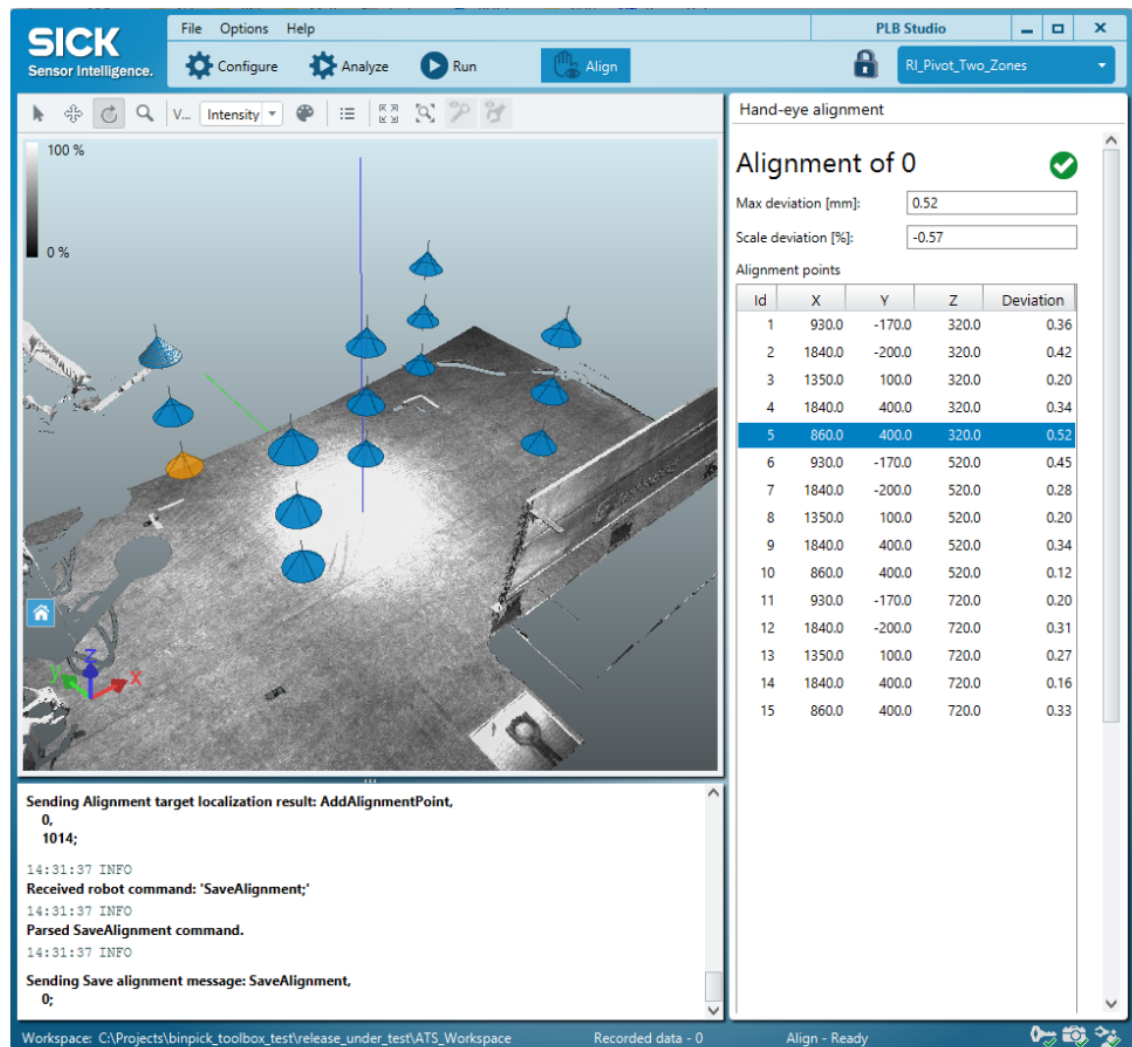 SICK
Sensor Intelligence.
File Options Help
PLB Studio
Configure Analyze Run Align
RI_Pivot_Two_Zones
V... Intensity
100 %
0 %
z
y
x
Hand-eye alignment
Alignment of 0
Max deviation [mm]: 0.52
Scale deviation [%]: -0.57
Alignment points
Id X Y Z Deviation
1 930.0 -170.0 320.0 0.36
2 1840.0 -200.0 320.0 0.42
3 1350.0 100.0 320.0 0.20
4 1840.0 400.0 320.0 0.34
5 860.0 400.0 320.0 0.52
6 930.0 -170.0 520.0 0.45
7 1840.0 -200.0 520.0 0.28
8 1350.0 100.0 520.0 0.20
9 1840.0 400.0 520.0 0.34
10 860.0 400.0 520.0 0.12
11 930.0 -170.0 720.0 0.20
12 1840.0 -200.0 720.0 0.31
13 1350.0 100.0 720.0 0.27
14 1840.0 400.0 720.0 0.16
15 860.0 400.0 720.0 0.33
Sending Alignment target localization result: AddAlignmentPoint,
0,
1014;
14:31:37 INFO
Received robot command: 'SaveAlignment;'
14:31:37 INFO
Parsed SaveAlignment command.
14:31:37 INFO
Sending Save alignment message: SaveAlignment,
0;
Workspace: C:\Projects\binpick_toolbox_test\release_under_test\ATS_Workspace Recorded data - 0 Align - Ready